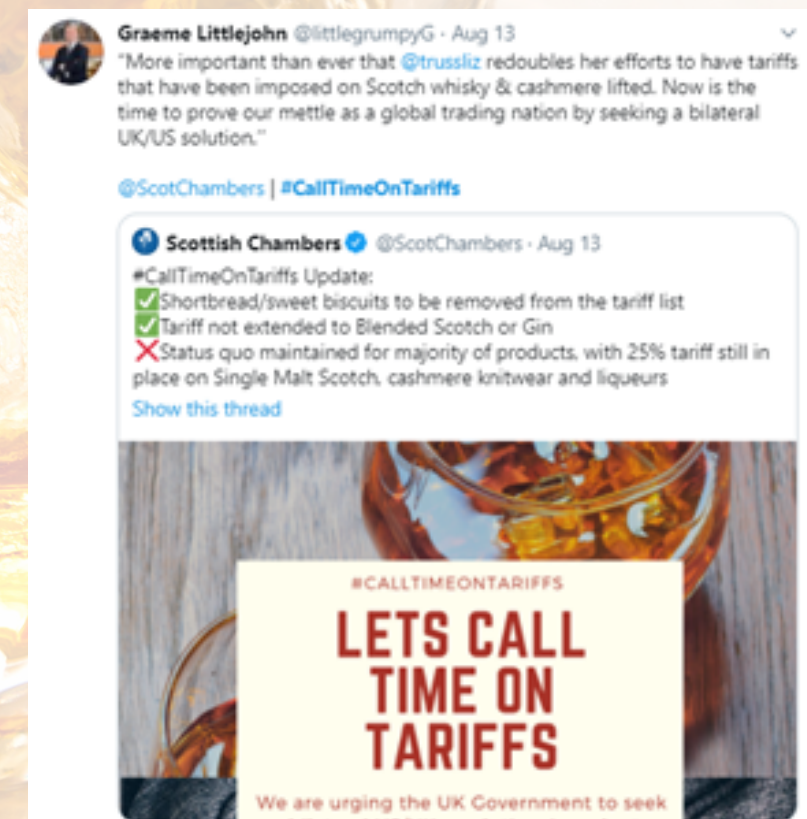 Graeme Littlejohn @littlegrumpyG · Aug 13
"More important than ever that @trussliz redoubles her efforts to have tariffs
that have been imposed on Scotch whisky & cashmere lifted. Now is the
time to prove our mettle as a global trading nation by seeking a bilateral
UK/US solution."
@ScotChambers | #CallTimeOnTariffs
Scottish Chambers @ScotChambers · Aug 13
#CallTimeOnTariffs Update:
✅Shortbread/sweet biscuits to be removed from the tariff list
✅Tariff not extended to Blended Scotch or Gin
❌Status quo maintained for majority of products, with 25% tariff still in
place on Single Malt Scotch, cashmere knitwear and liqueurs
Show this thread
#CALLTIMEONTARIFFS
LETS CALL
TIME ON
TARIFFS
We are urging the UK Government to seek